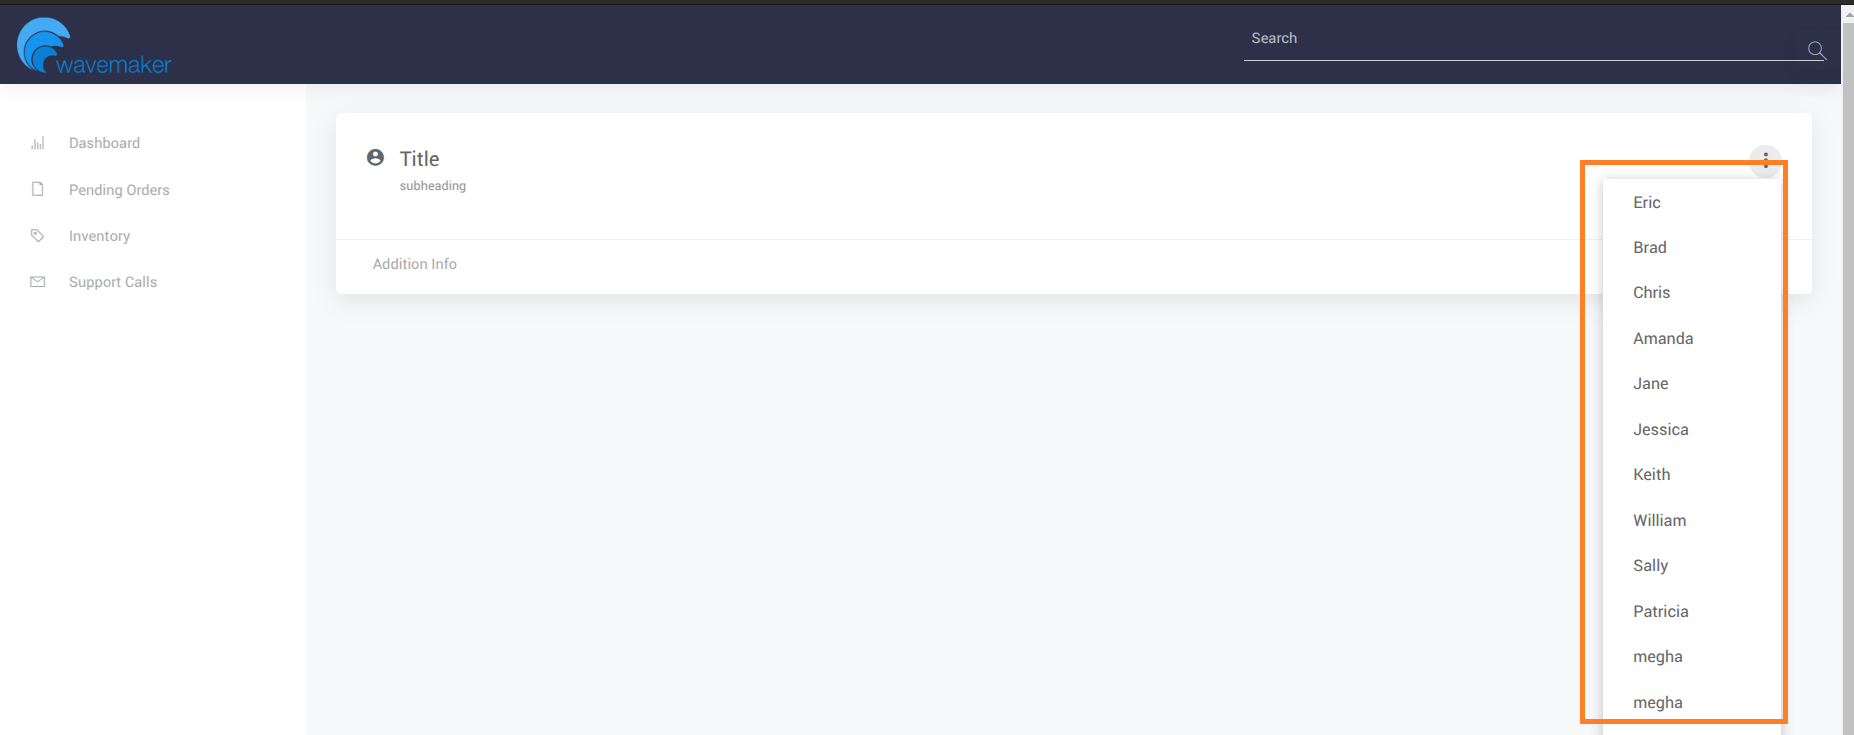 wavemaker
Search
Dashboard
Pending Orders
Inventory
Support Calls
Title
subheading
Addition Info
Eric
Brad
Chris
Amanda
Jane
Jessica
Keith
William
Sally
Patricia
megha
megha